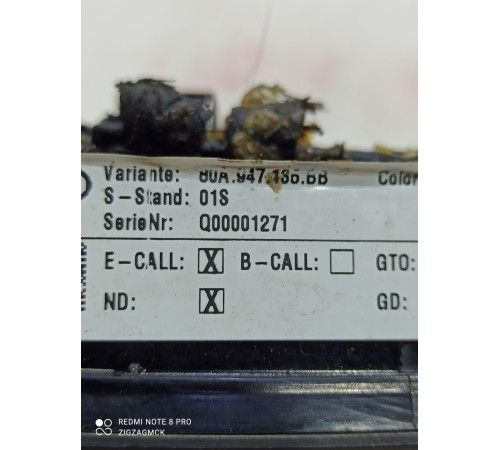 Variante: 80A.947.135.BB Color
S-Stand: 01S
SerieNr: Q00001271
E-CALL: X B-CALL: GTO:
ND: X GD:
REDMI NOTE 8 PRO
ZIGZAGMCK